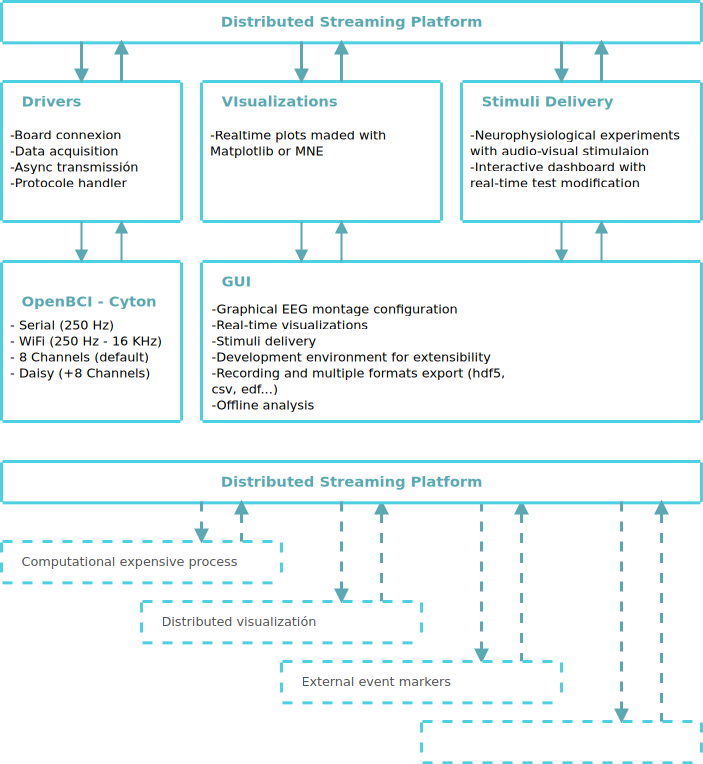 Distributed Streaming Platform
Drivers
-Board connexion
-Data acquisition
-Async transmissión
-Protocole handler
VIsualizations
-Realtime plots maded with
Matplotlib or MNE
Stimuli Delivery
-Neurophysiological experiments
with audio-visual stimulaion
-Interactive dashboard with
real-time test modification
OpenBCI - Cyton
- Serial (250 Hz)
- WiFi (250 Hz - 16 KHz)
- 8 Channels (default)
- Daisy (+8 Channels)
GUI
-Graphical EEG montage configuration
-Real-time visualizations
-Stimuli delivery
-Development environment for extensibility
-Recording and multiple formats export (hdf5,
csv, edf...)
-Offline analysis
Distributed Streaming Platform
Computational expensive process
Distributed visualizatión
External event markers